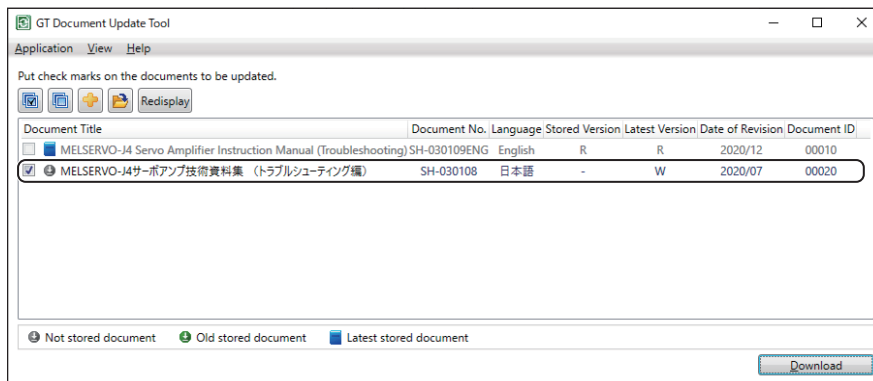 GT Document Update Tool
Application View Help
Put check marks on the documents to be updated.
Redisplay
Document Title Document No. Language Stored Version Latest Version Date of Revision Document ID
MELSERVO-J4 Servo Amplifier Instruction Manual (Troubleshooting) SH-030109ENG English R R 2020/12 00010
MELSERVO-J4サーボアンプ技術資料集 （トラブルシューティング編） SH-030108 日本語 - W 2020/07 00020
Not stored document Old stored document Latest stored document
Download